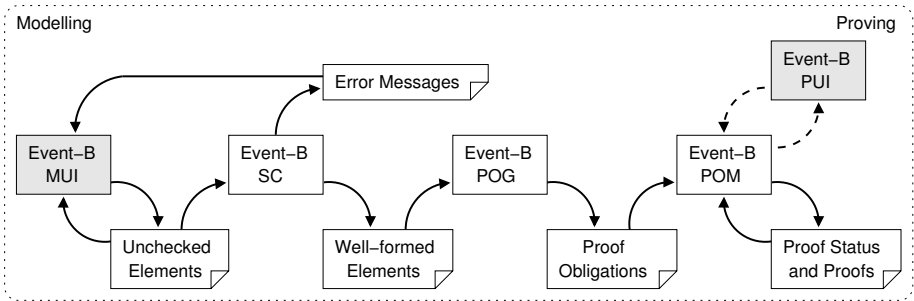 Modelling
Proving
Event−B
PUI
Error Messages
Event−B
MUI
Event−B
SC
Event−B
POG
Event−B
POM
Unchecked
Elements
Well−formed
Elements
Proof
Obligations
Proof Status
and Proofs